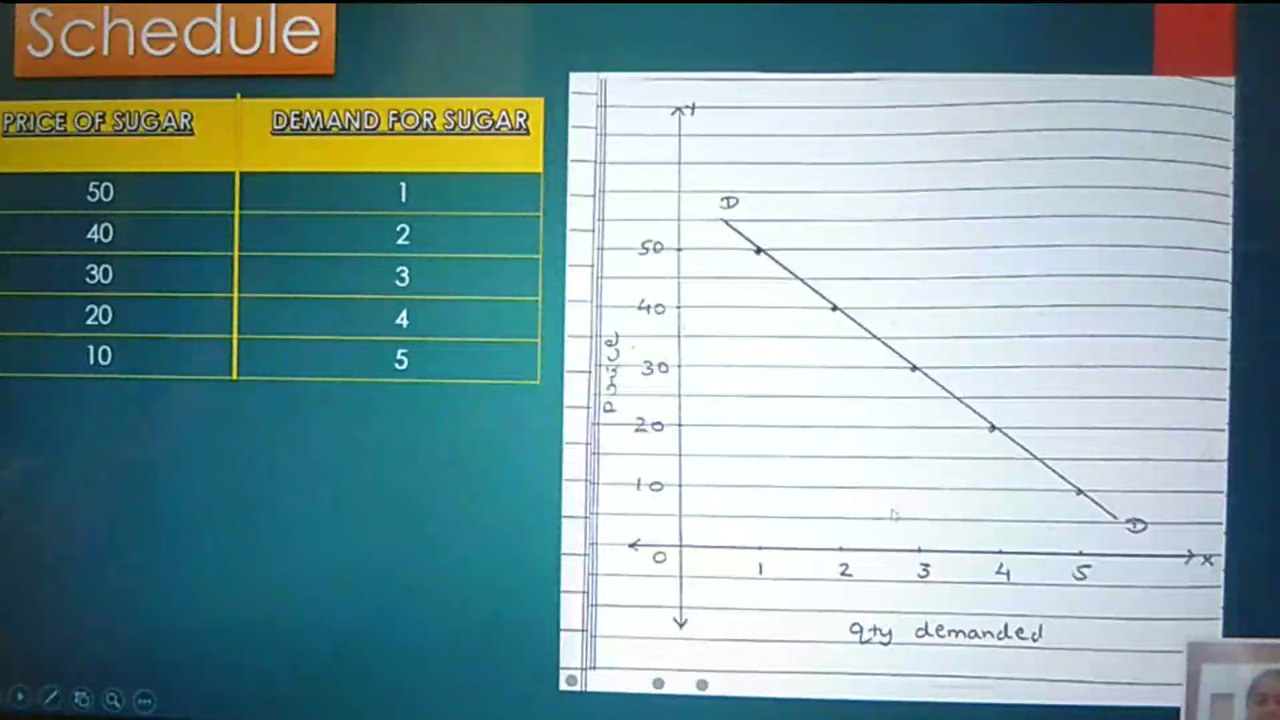 Schedule
PRICE OF SUGAR DEMAND FOR SUGAR
50 1
40 2
30 3
20 4
10 5
Y
D
50
40
30
20
10
Price
D
0 1 2 3 4 5 X
qty demanded